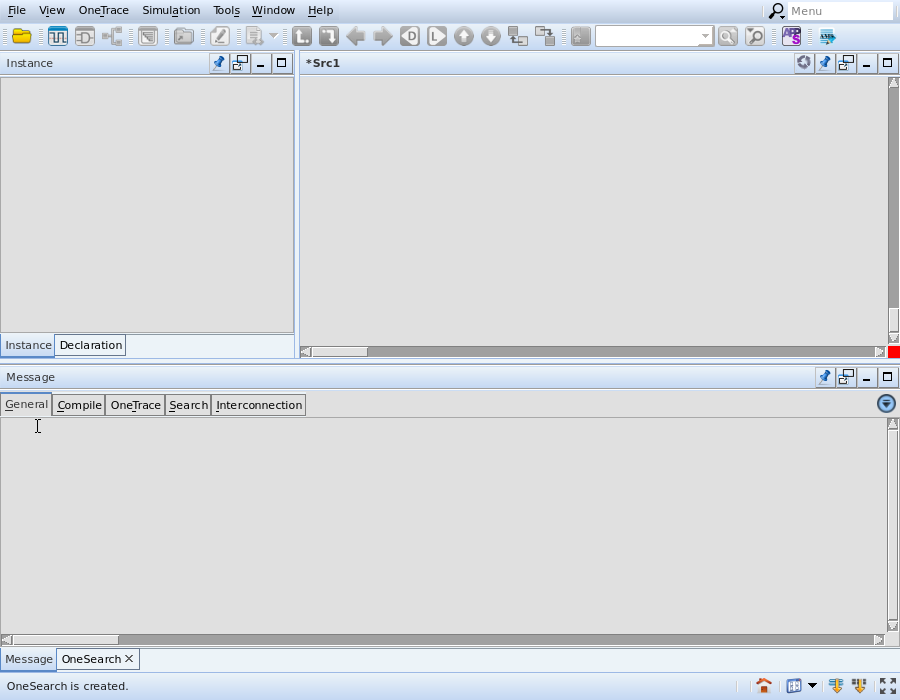 File View OneTrace Simulation Tools Window Help Menu
Instance
*Src1
D L
APPS
Instance Declaration
Message
General Compile OneTrace Search Interconnection
Message OneSearch
OneSearch is created.